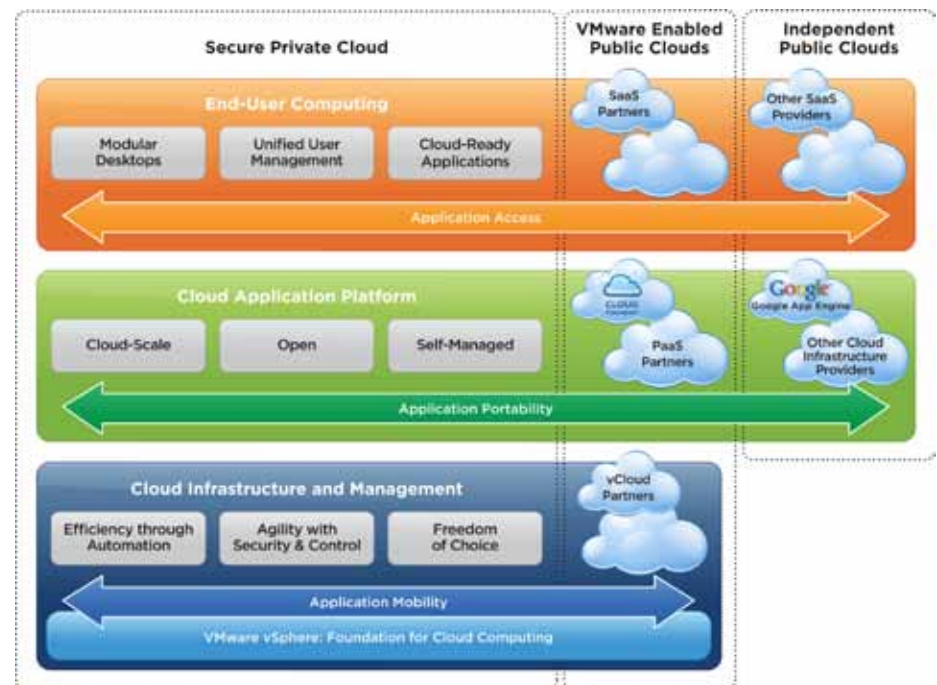 Secure Private Cloud
VMware Enabled
Public Clouds
Independent
Public Clouds
End-User Computing
Modular
Desktops
Unified User
Management
Cloud-Ready
Applications
SaaS
Partners
Other SaaS
Providers
Application Access
Cloud Application Platform
Cloud-Scale
Open
Self-Managed
CLOUD
PaaS
Partners
Google
Google App Engine
Other Cloud
Infrastructure
Providers
Application Portability
Cloud Infrastructure and Management
Efficiency through
Automation
Agility with
Security & Control
Freedom
of Choice
vCloud
Partners
Application Mobility
VMware vSphere: Foundation for Cloud Computing